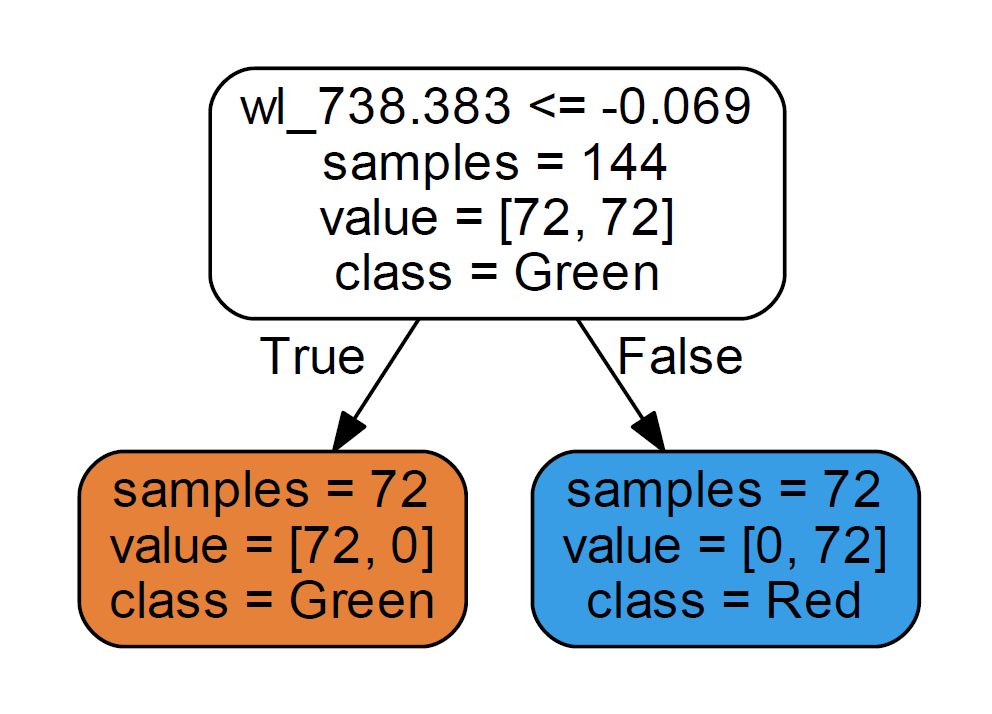 wl_738.383 <= -0.069
samples = 144
value = [72, 72]
class = Green
True
False
samples = 72
value = [72, 0]
class = Green
samples = 72
value = [0, 72]
class = Red